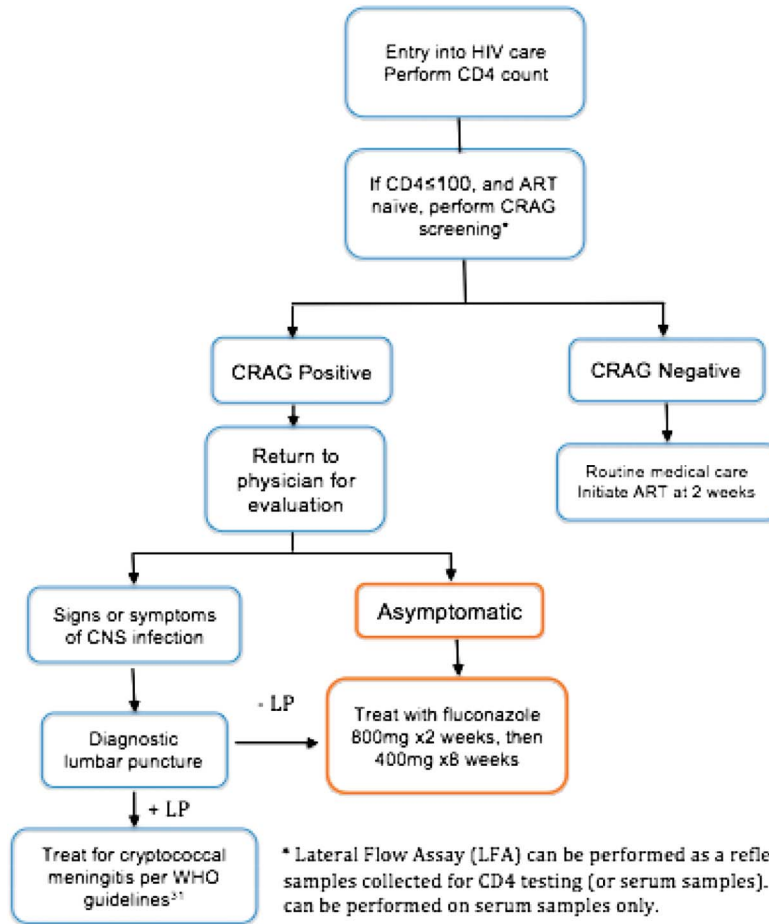 Entry into HIV care
Perform CD4 count
If CD4≤100, and ART
naïve, perform CRAG
screening*
CRAG Positive
CRAG Negative
Return to
physician for
evaluation
Routine medical care
Initiate ART at 2 weeks
Signs or symptoms
of CNS infection
Asymptomatic
- LP
Diagnostic
lumbar puncture
Treat with fluconazole
800mg x2 weeks, then
400mg x8 weeks
+ LP
Treat for cryptococcal
meningitis per WHO
guidelines³¹
* Lateral Flow Assay (LFA) can be performed as a refle
samples collected for CD4 testing (or serum samples).
can be performed on serum samples only.